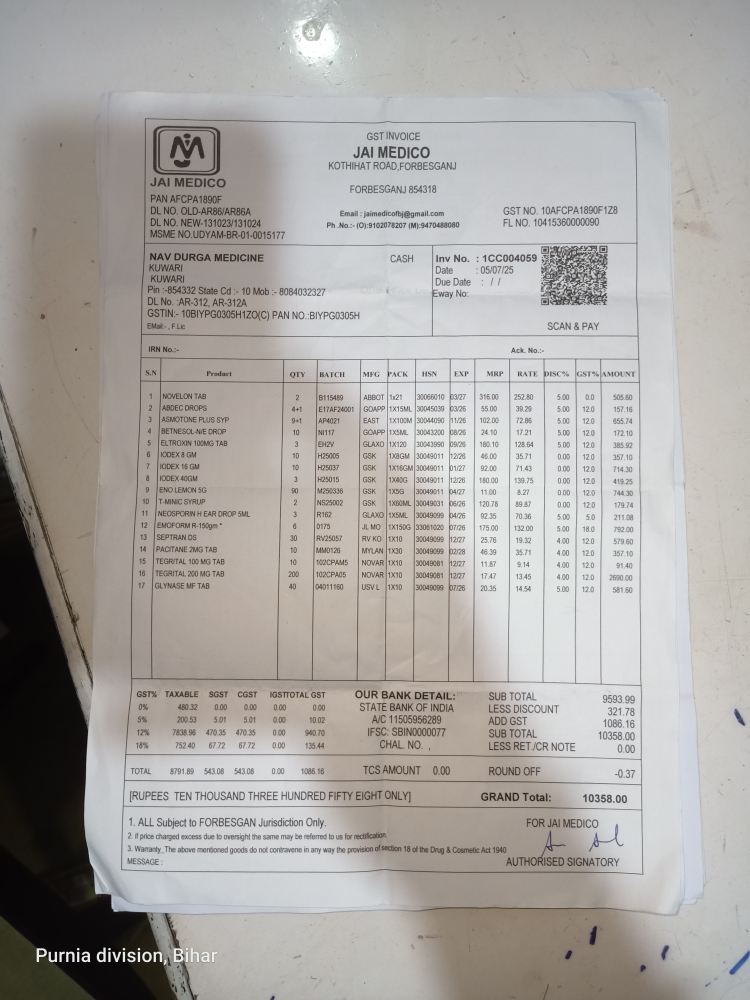 GST INVOICE
JAI MEDICO
KOTHIHAT ROAD,FORBESGANJ
FORBESGANJ 854318
JM
JAI MEDICO
PAN AFCPA1890F
DL NO. OLD-AR86/AR86A
DL NO. NEW-131023/131024
MSME NO.UDYAM-BR-01-0015177
Email : jaimedicofbj@gmail.com
Ph .No.:- (O):9102078207 (M):9470488080
GST NO. 10AFCPA1890F1Z8
FL NO. 10415360000090
NAV DURGA MEDICINE
KUWARI
KUWARI
Pin :-854332 State Cd :- 10 Mob :- 8084032327
DL No. :AR-312, AR-312A
GSTIN:- 10BIYPG0305H1ZO(C) PAN NO.:BIYPG0305H
EMail:- , F.Lic
CASH
Inv No. : 1CC004059
Date : 05/07/25
Due Date : / /
Eway No:
SCAN & PAY
IRN No.:- Ack. No.:-
S.N Product QTY BATCH MFG PACK HSN EXP MRP RATE DISC% GST% AMOUNT
1 NOVELON TAB 2 B115489 ABBOT 1x21 30066010 03/27 316.00 252.80 5.00 0.0 505.60
2 ABDEC DROPS 4+1 E17AF24001 GOAPP 1X15ML 30045039 03/26 55.00 39.29 5.00 12.0 157.16
3 ASMOTONE PLUS SYP 9+1 AP4021 EAST 1X100M 30044090 11/26 102.00 72.86 5.00 12.0 655.74
4 BETNESOL-N/E DROP 10 NI117 GOAPP 1X5ML 30043200 08/26 24.10 17.21 5.00 12.0 172.10
5 ELTROXIN 100MG TAB 3 EH2V GLAXO 1X120 30043990 09/26 180.10 128.64 5.00 12.0 385.92
6 IODEX 8 GM 10 H25005 GSK 1X8GM 30049011 12/26 46.00 35.71 5.00 12.0 357.10
7 IODEX 16 GM 10 H25037 GSK 1X16GM 30049011 01/27 92.00 71.43 5.00 12.0 714.30
8 IODEX 40GM 3 H25015 GSK 1X40G 30049011 12/26 180.00 139.75 5.00 12.0 419.25
9 ENO LEMON 5G 90 M250336 GSK 1X5G 30049011 04/27 11.00 8.27 5.00 12.0 744.30
10 T-MINIC SYRUP 2 NS25002 GSK 1X60ML 30049031 06/26 120.78 89.87 5.00 12.0 179.74
11 NEOSPORIN H EAR DROP 5ML 3 R162 GLAXO 1X5ML 30049099 04/26 92.35 70.36 5.00 5.0 211.08
12 EMOFORM R-150gm * 6 0175 JL MO 1X150G 33061020 07/26 175.00 132.00 5.00 18.0 792.00
13 SEPTRAN DS 30 RV25057 RV KO 1X10 30049099 12/27 25.76 19.32 4.00 12.0 579.60
14 PACITANE 2MG TAB 10 MM0126 MYLAN 1X30 30049099 02/28 46.39 35.71 4.00 12.0 357.10
15 TEGRITAL 100 MG TAB 10 102CPAM5 NOVAR 1X10 30049081 12/27 11.87 9.14 4.00 12.0 91.40
16 TEGRITAL 200 MG TAB 200 102CPA05 NOVAR 1X10 30049081 12/27 17.47 13.45 4.00 12.0 2690.00
17 GLYNASE MF TAB 40 04011160 USV L 1X10 30049099 07/26 20.35 14.54 5.00 12.0 581.60
GST% TAXABLE SGST CGST IGST TOTAL GST
0% 480.32 0.00 0.00 0.00 0.00
5% 200.53 5.01 5.01 0.00 10.02
12% 7838.96 470.35 470.35 0.00 940.70
18% 752.40 67.72 67.72 0.00 135.44
TOTAL 8791.89 543.08 543.08 0.00 1086.16
OUR BANK DETAIL:
STATE BANK OF INDIA
A/C 11505956289
IFSC: SBIN0000077
CHAL. NO. ,
TCS AMOUNT 0.00
SUB TOTAL 9593.99
LESS DISCOUNT 321.78
ADD GST 1086.16
SUB TOTAL 10358.00
LESS RET./CR NOTE 0.00
ROUND OFF -0.37
[RUPEES TEN THOUSAND THREE HUNDRED FIFTY EIGHT ONLY] GRAND Total: 10358.00
1. ALL Subject to FORBESGAN Jurisdiction Only.
2. If price charged excess due to oversight the same may be referred to us for rectification.
3. Warranty_The above mentioned goods do not contravene in any way the provision of section 18 of the Drug & Cosmetic Act 1940
MESSAGE :
FOR JAI MEDICO
AUTHORISED SIGNATORY
Purnia division, Bihar